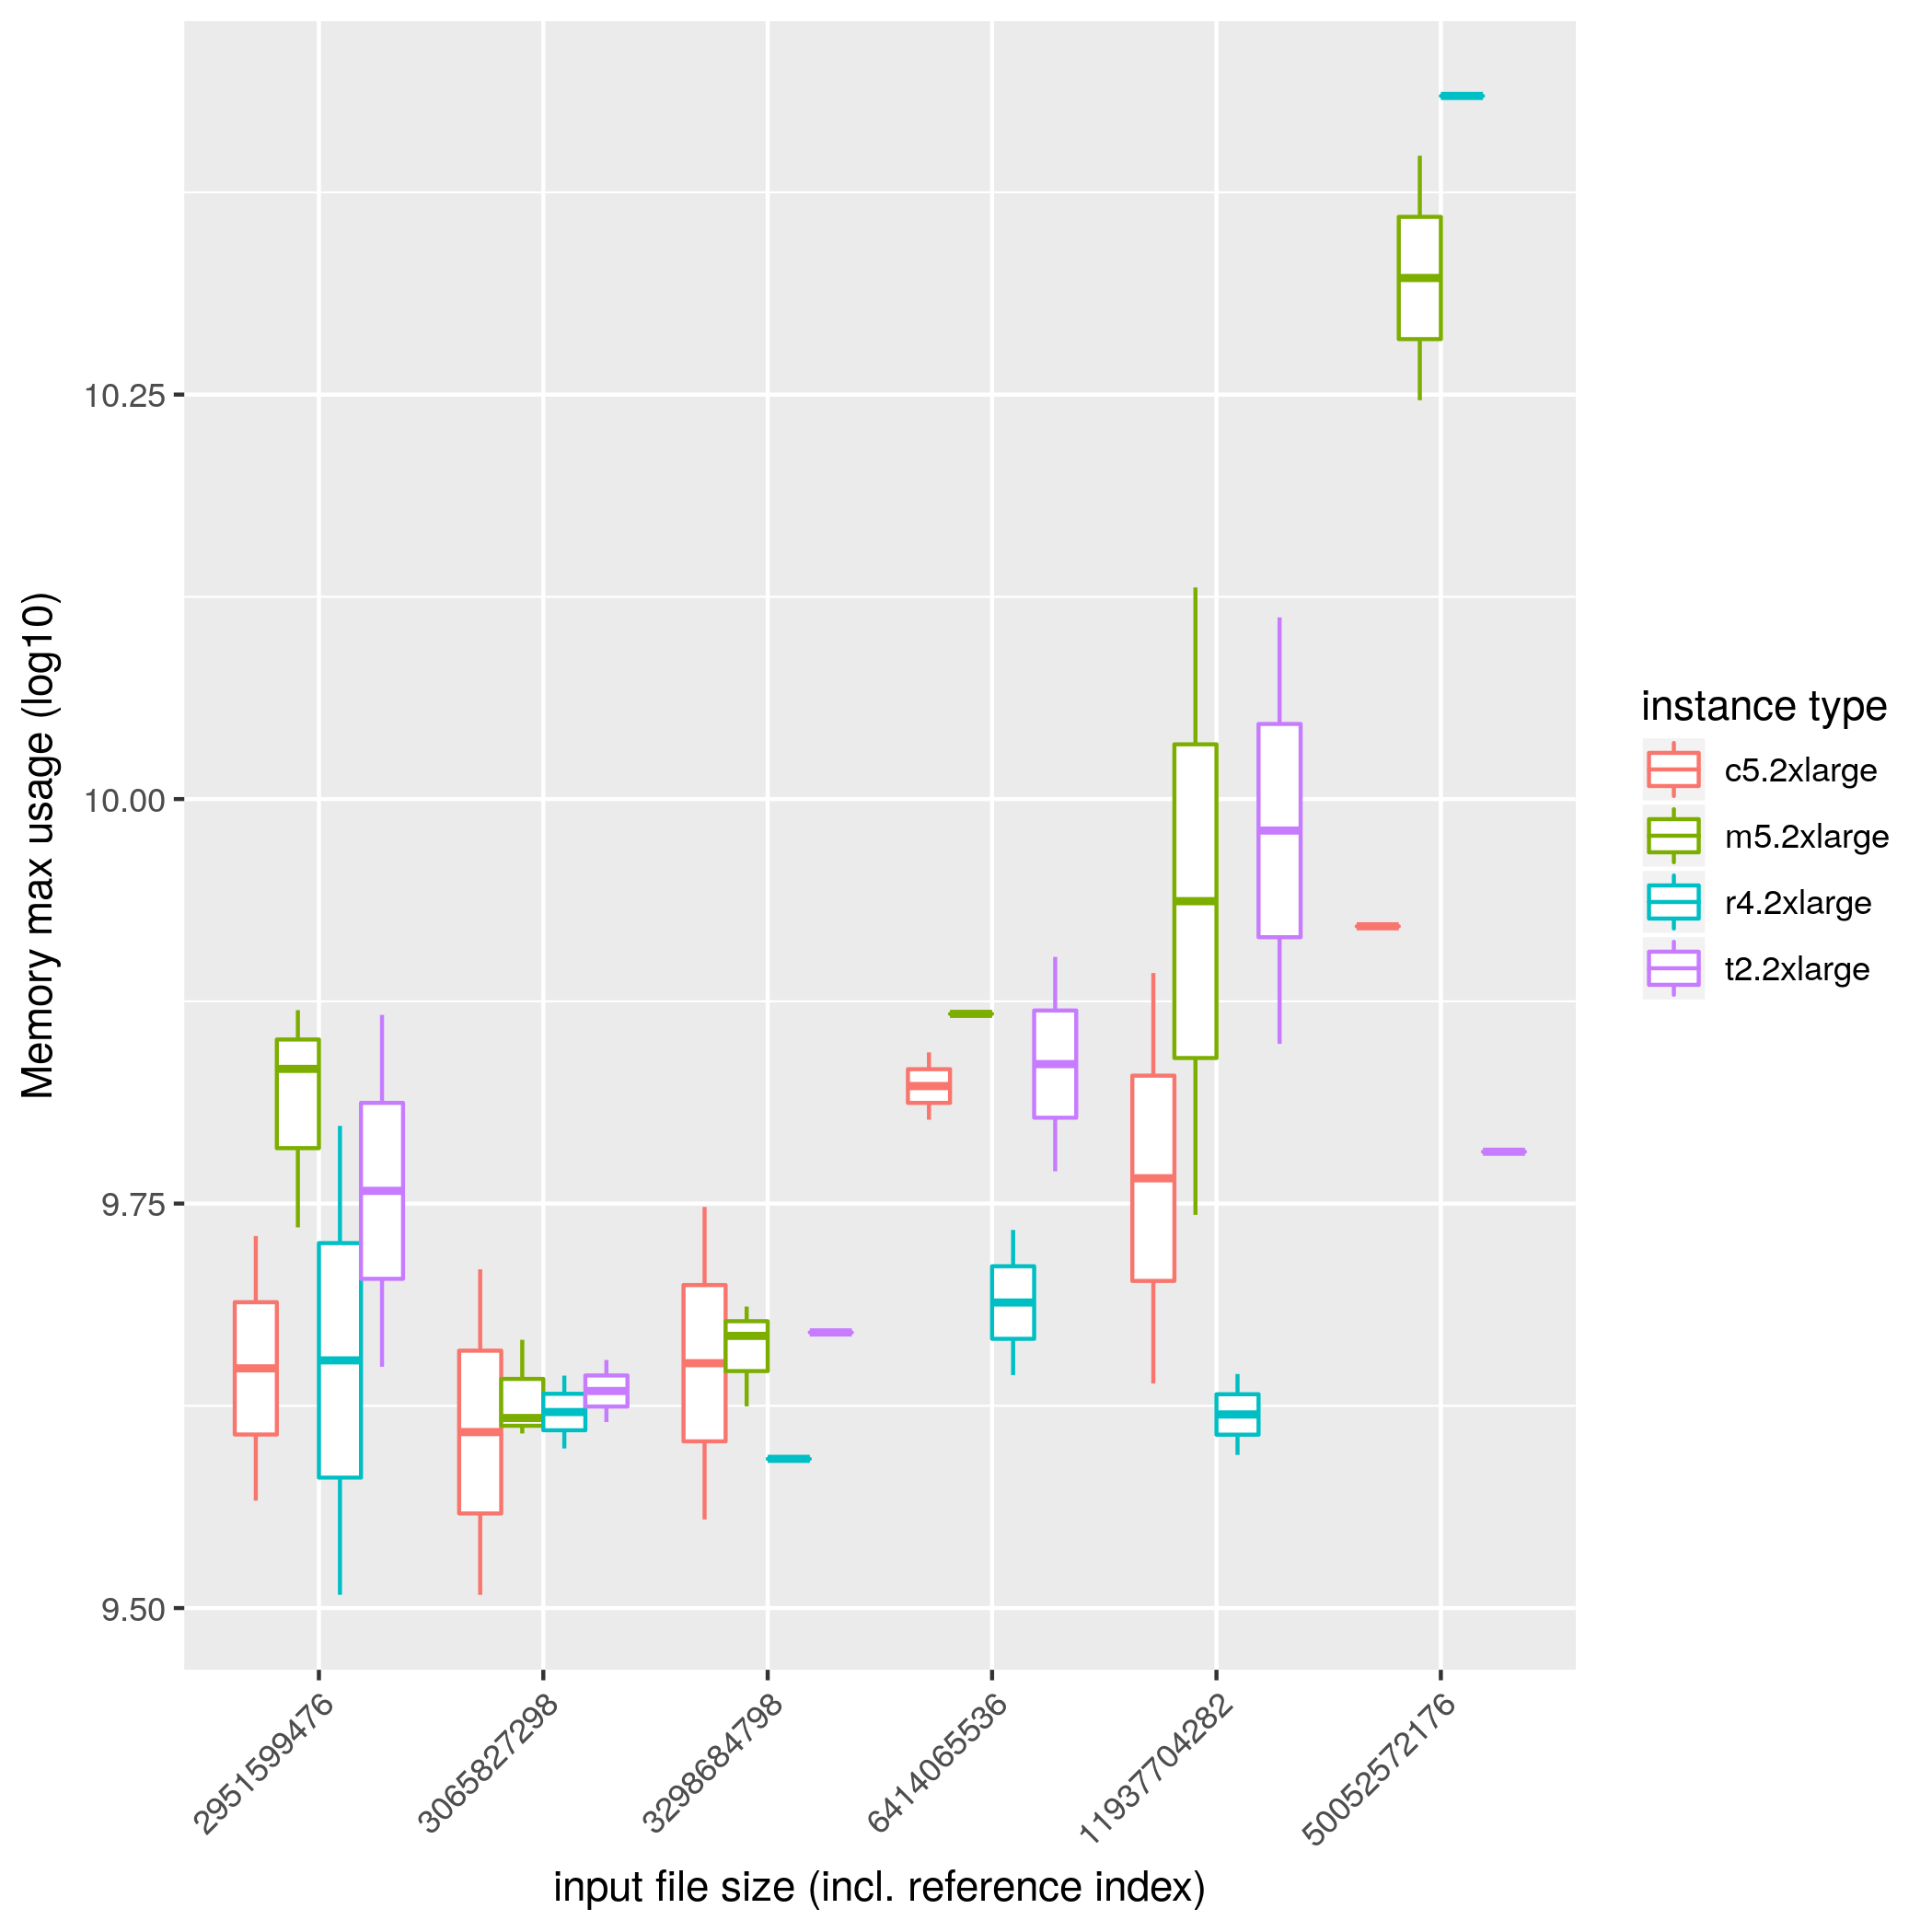 Memory max usage (log10)
10.25
10.00
9.75
9.50
2951599476
3065827298
3298684798
6414065536
11937704282
50052572176
input file size (incl. reference index)
instance type
c5.2xlarge
m5.2xlarge
r4.2xlarge
t2.2xlarge